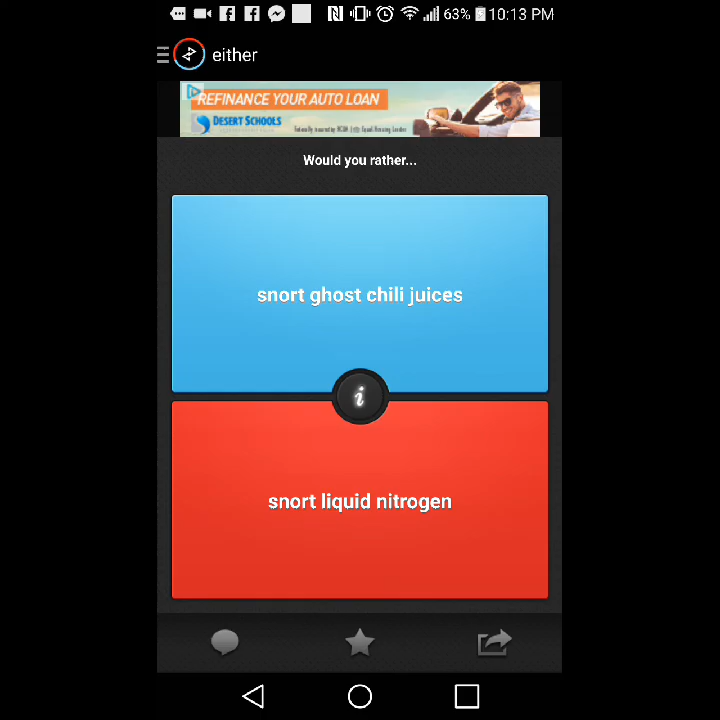 63% 10:13 PM
either
REFINANCE YOUR AUTO LOAN
DESERT SCHOOLS
Would you rather...
snort ghost chili juices
i
snort liquid nitrogen